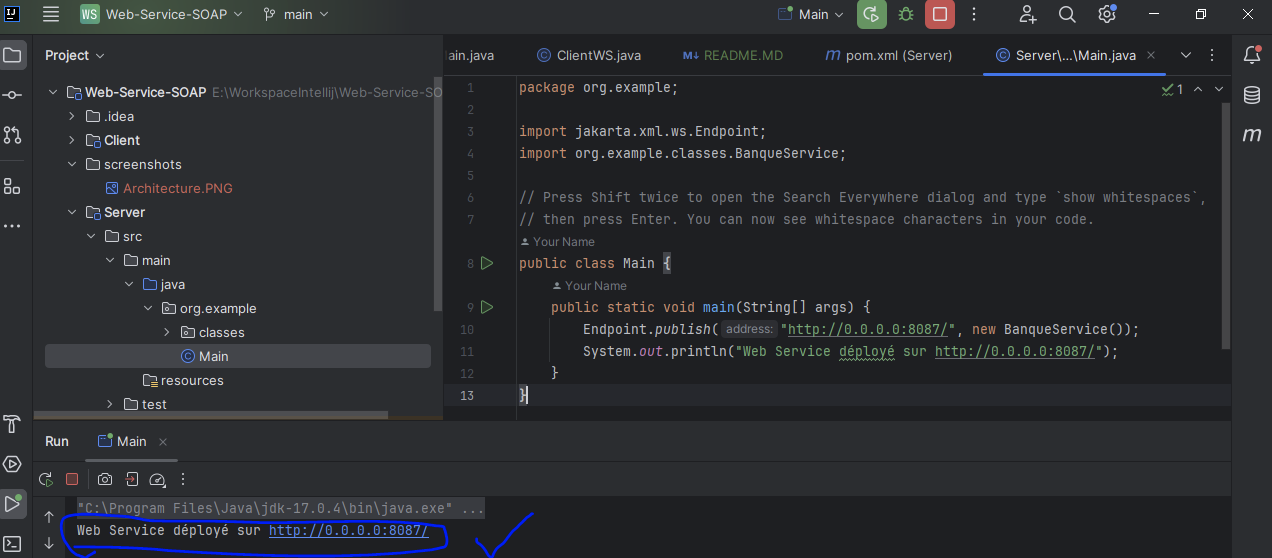 WS Web-Service-SOAP main Main
Project
ain.java ClientWS.java README.MD pom.xml (Server) Server\...\Main.java
Web-Service-SOAP E:\WorkspaceIntellij\Web-Service-SO
.idea
Client
screenshots
Architecture.PNG
Server
src
main
java
org.example
classes
Main
resources
test
1 package org.example;
1
2
3 import jakarta.xml.ws.Endpoint;
4 import org.example.classes.BanqueService;
5
6 // Press Shift twice to open the Search Everywhere dialog and type `show whitespaces`,
7 // then press Enter. You can now see whitespace characters in your code.
Your Name
8 public class Main {
Your Name
9 public static void main(String[] args) {
10 Endpoint.publish( address: "http://0.0.0.0:8087/", new BanqueService());
11 System.out.println("Web Service déployé sur http://0.0.0.0:8087/");
12 }
13 }
Run Main
"C:\Program Files\Java\jdk-17.0.4\bin\java.exe" ...
Web Service déployé sur http://0.0.0.0:8087/